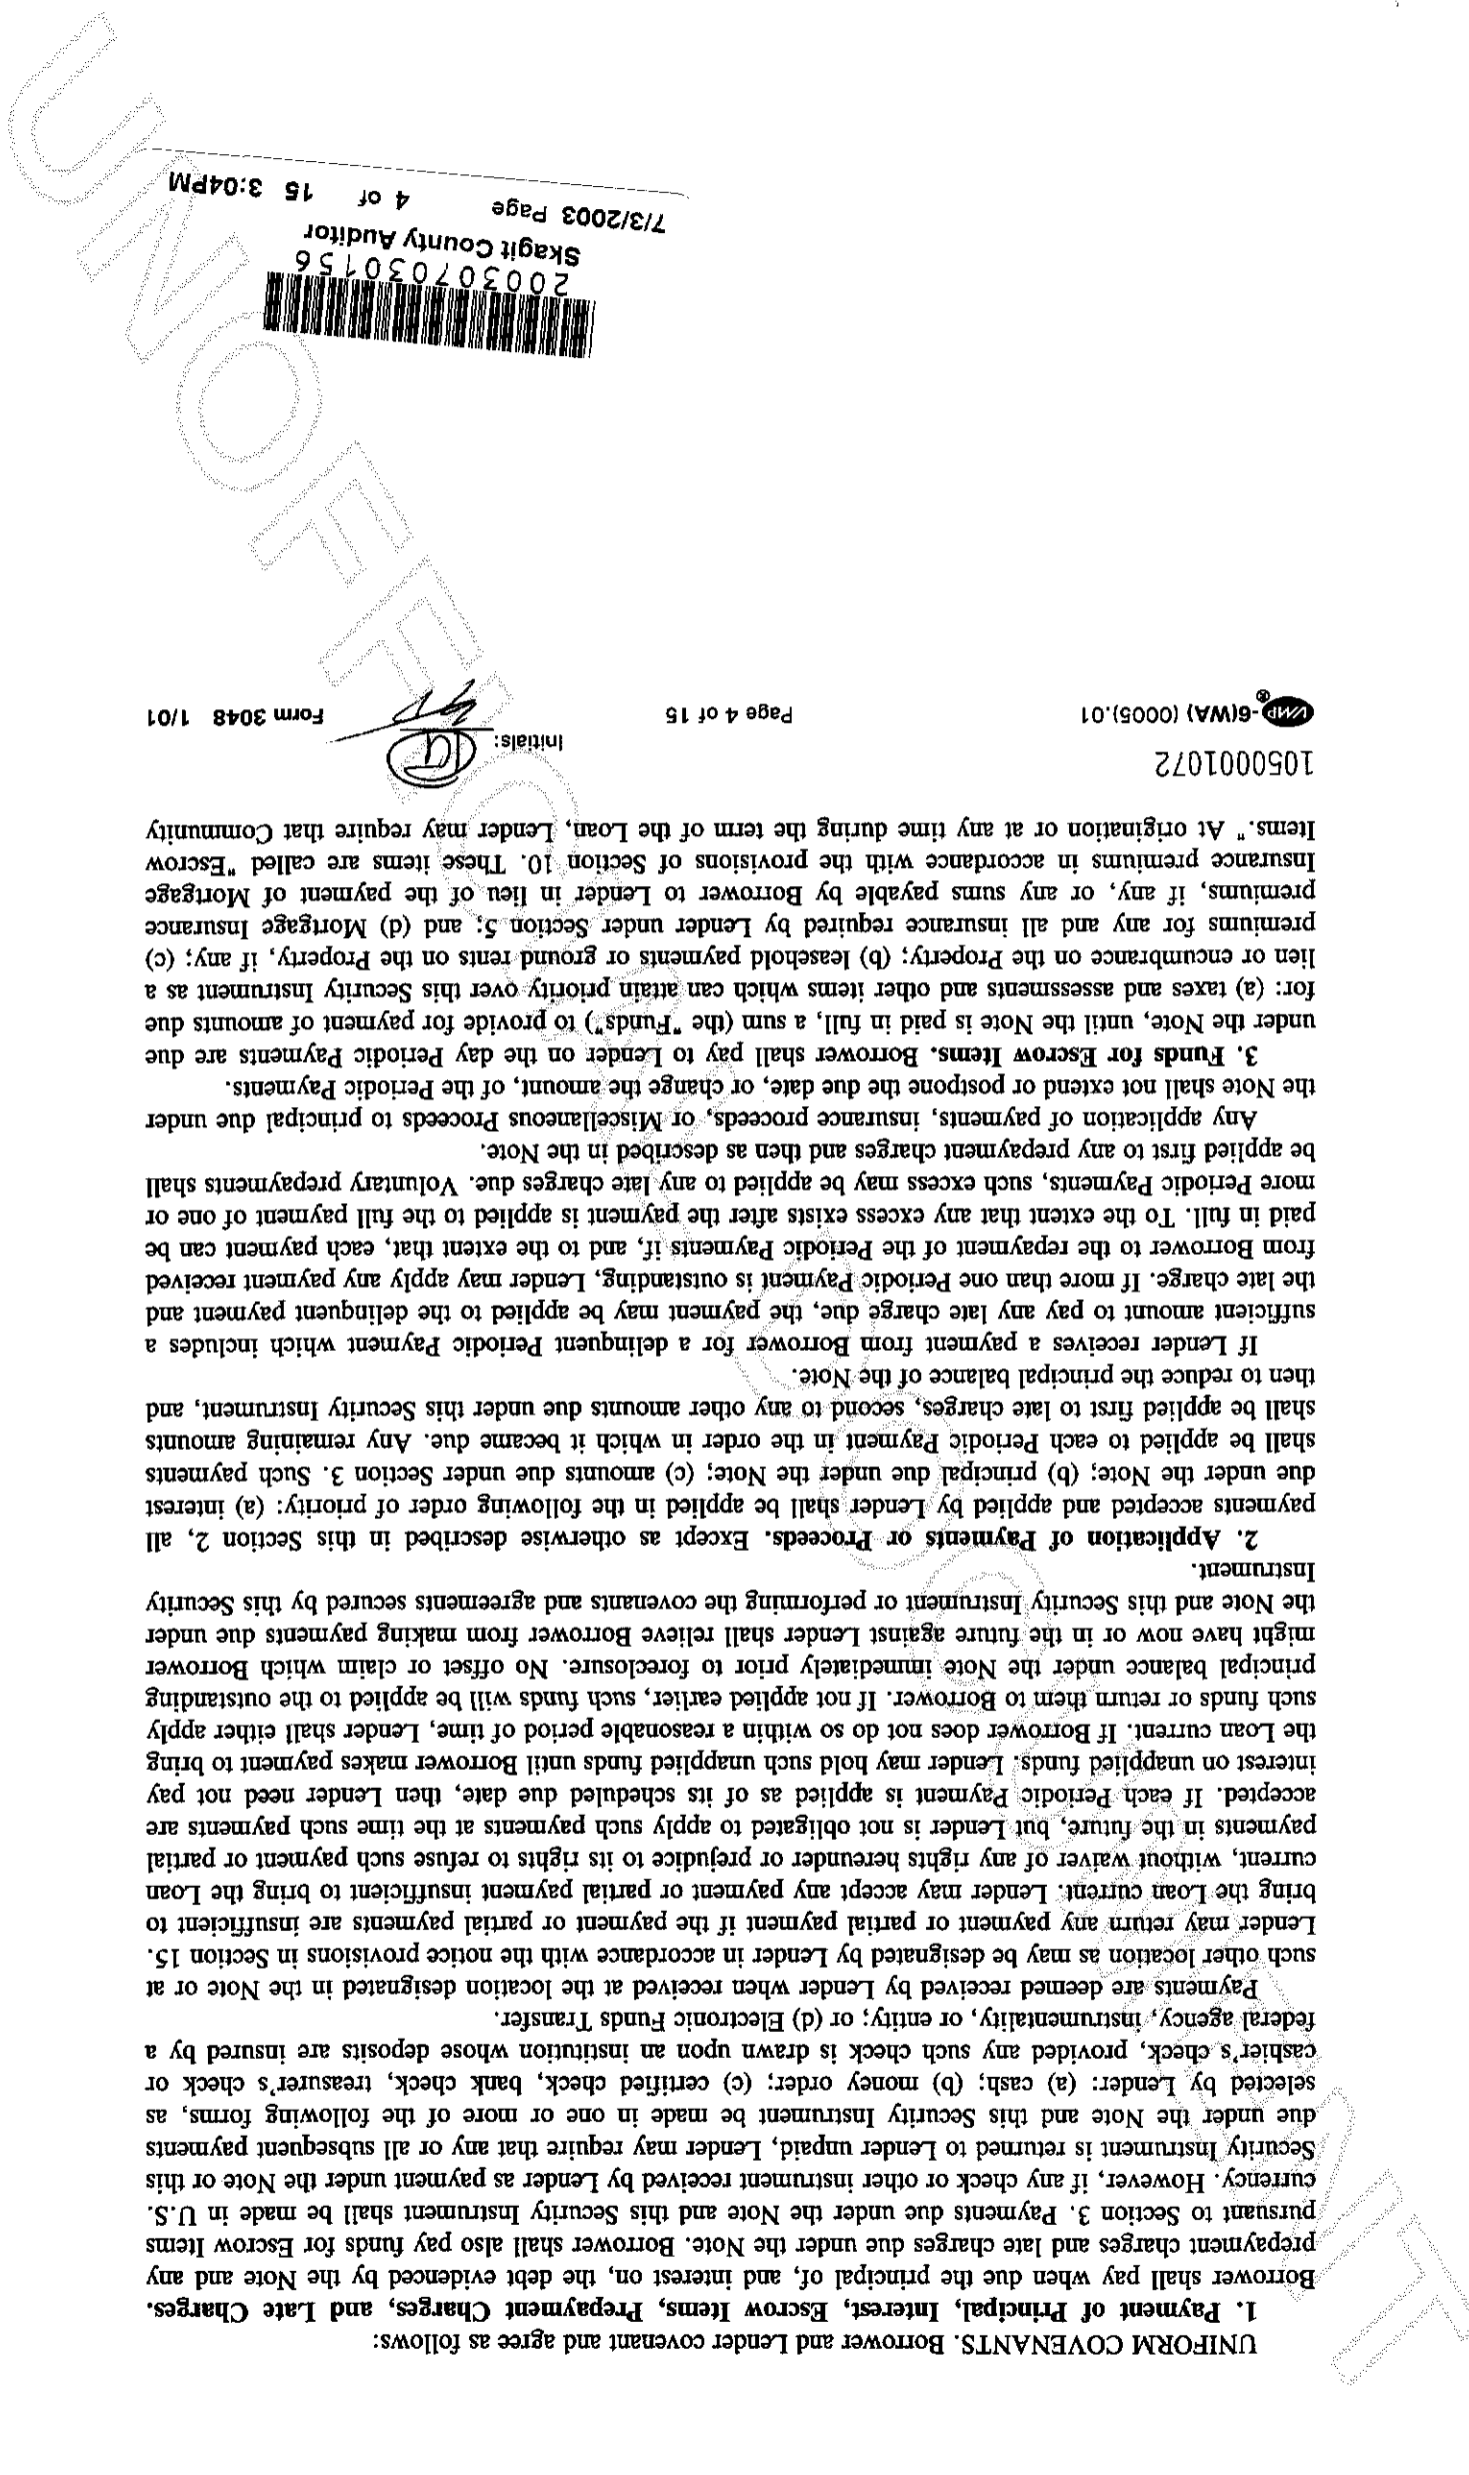 UNIFORM COVENANTS. Borrower and Lender covenant and agree as follows:
1. Payment of Principal, Interest, Escrow Items, Prepayment Charges, and Late Charges.
Borrower shall pay when due the principal of, and interest on, the debt evidenced by the Note and any
prepayment charges and late charges due under the Note. Borrower shall also pay funds for Escrow Items
pursuant to Section 3. Payments due under the Note and this Security Instrument shall be made in U.S.
currency. However, if any check or other instrument received by Lender as payment under the Note or this
Security Instrument is returned to Lender unpaid, Lender may require that any or all subsequent payments
due under the Note and this Security Instrument be made in one or more of the following forms, as
selected by Lender: (a) cash; (b) money order; (c) certified check, bank check, treasurer's check or
cashier's check, provided any such check is drawn upon an institution whose deposits are insured by a
federal agency, instrumentality, or entity; or (d) Electronic Funds Transfer.
Payments are deemed received by Lender when received at the location designated in the Note or at
such other location as may be designated by Lender in accordance with the notice provisions in Section 15.
Lender may return any payment or partial payment if the payment or partial payments are insufficient to
bring the Loan current. Lender may accept any payment or partial payment insufficient to bring the Loan
current, without waiver of any rights hereunder or prejudice to its rights to refuse such payment or partial
payments in the future, but Lender is not obligated to apply such payments at the time such payments are
accepted. If each Periodic Payment is applied as of its scheduled due date, then Lender need not pay
interest on unapplied funds. Lender may hold such unapplied funds until Borrower makes payment to bring
the Loan current. If Borrower does not do so within a reasonable period of time, Lender shall either apply
such funds or return them to Borrower. If not applied earlier, such funds will be applied to the outstanding
principal balance under the Note immediately prior to foreclosure. No offset or claim which Borrower
might have now or in the future against Lender shall relieve Borrower from making payments due under
the Note and this Security Instrument or performing the covenants and agreements secured by this Security
Instrument.
2. Application of Payments or Proceeds. Except as otherwise described in this Section 2, all
payments accepted and applied by Lender shall be applied in the following order of priority: (a) interest
due under the Note; (b) principal due under the Note; (c) amounts due under Section 3. Such payments
shall be applied to each Periodic Payment in the order in which it became due. Any remaining amounts
shall be applied first to late charges, second to any other amounts due under this Security Instrument, and
then to reduce the principal balance of the Note.
If Lender receives a payment from Borrower for a delinquent Periodic Payment which includes a
sufficient amount to pay any late charge due, the payment may be applied to the delinquent payment and
the late charge. If more than one Periodic Payment is outstanding, Lender may apply any payment received
from Borrower to the repayment of the Periodic Payments if, and to the extent that, each payment can be
paid in full. To the extent that any excess exists after the payment is applied to the full payment of one or
more Periodic Payments, such excess may be applied to any late charges due. Voluntary prepayments shall
be applied first to any prepayment charges and then as described in the Note.
Any application of payments, insurance proceeds, or Miscellaneous Proceeds to principal due under
the Note shall not extend or postpone the due date, or change the amount, of the Periodic Payments.
3. Funds for Escrow Items. Borrower shall pay to Lender on the day Periodic Payments are due
under the Note, until the Note is paid in full, a sum (the "Funds") to provide for payment of amounts due
for: (a) taxes and assessments and other items which can attain priority over this Security Instrument as a
lien or encumbrance on the Property; (b) leasehold payments or ground rents on the Property, if any; (c)
premiums for any and all insurance required by Lender under Section 5; and (d) Mortgage Insurance
premiums, if any, or any sums payable by Borrower to Lender in lieu of the payment of Mortgage
Insurance premiums in accordance with the provisions of Section 10. These items are called "Escrow
Items." At origination or at any time during the term of the Loan, Lender may require that Community
1050001072
Initials:
VMP®-6(WA) (0005).01 Page 4 of 15 Form 3048 1/01
200307030156
Skagit County Auditor
7/3/2003 Page 4 of 15 3:04PM
UNOFFICIAL DOCUMENT